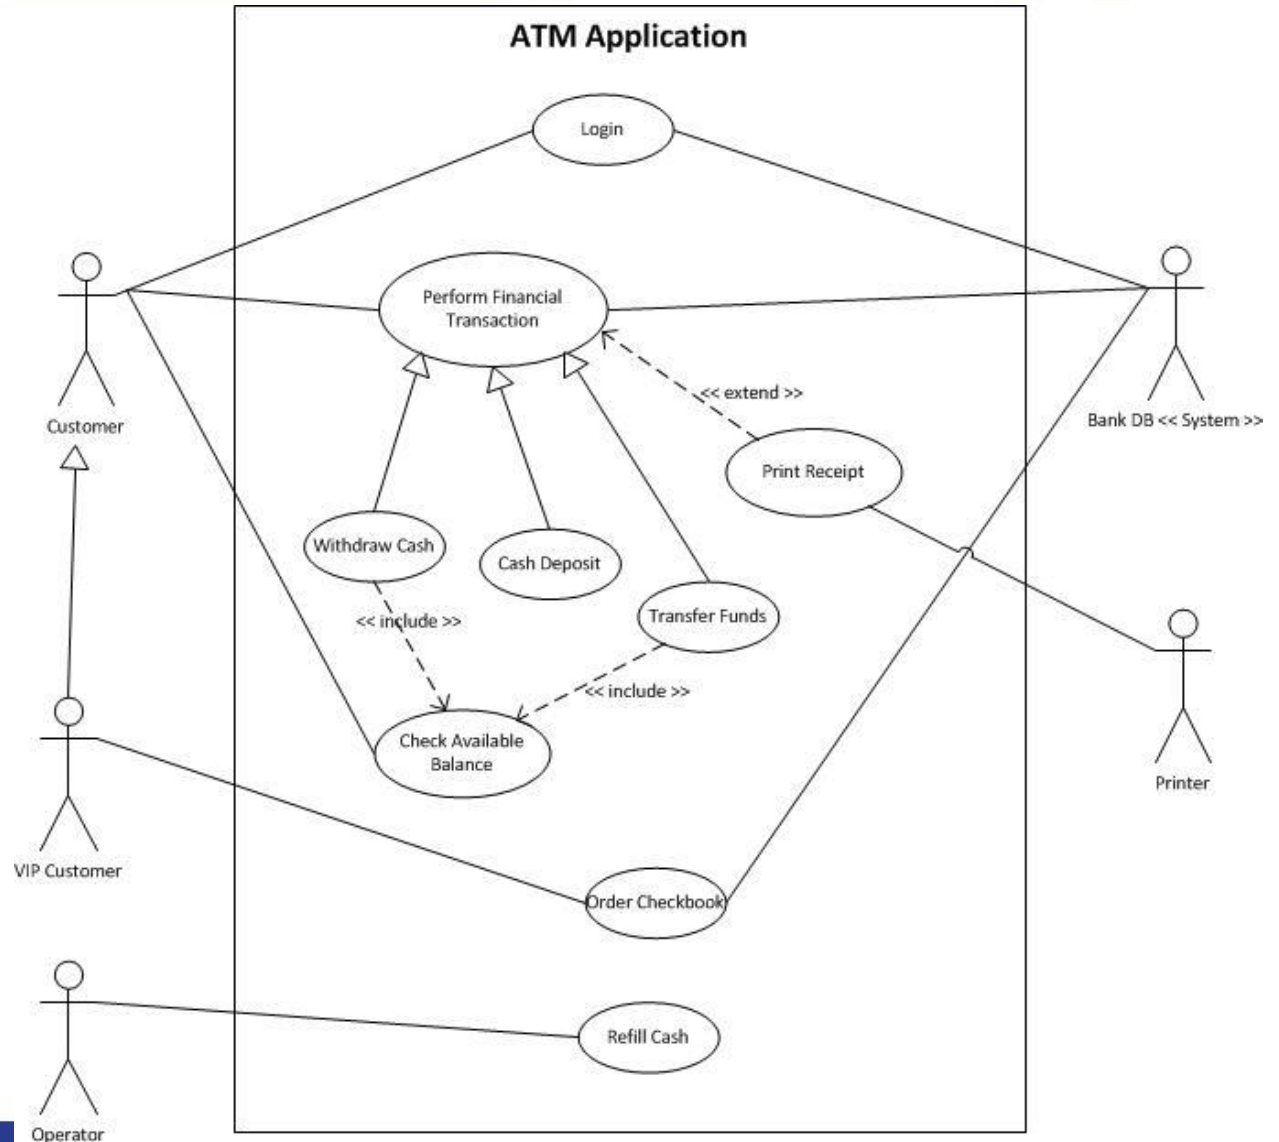 ATM Application
Login
Perform Financial
Transaction
<< extend >>
Customer
Bank DB << System >>
Print Receipt
Withdraw Cash
Cash Deposit
<< include >>
Transfer Funds
<< include >>
Check Available
Balance
Printer
VIP Customer
Order Checkbook
Refill Cash
Operator